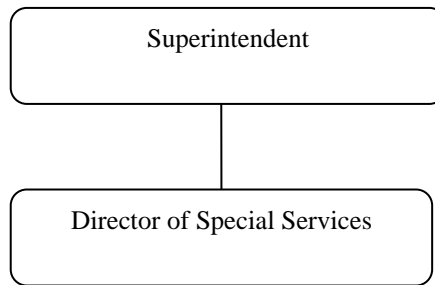 Superintendent
Director of Special Services